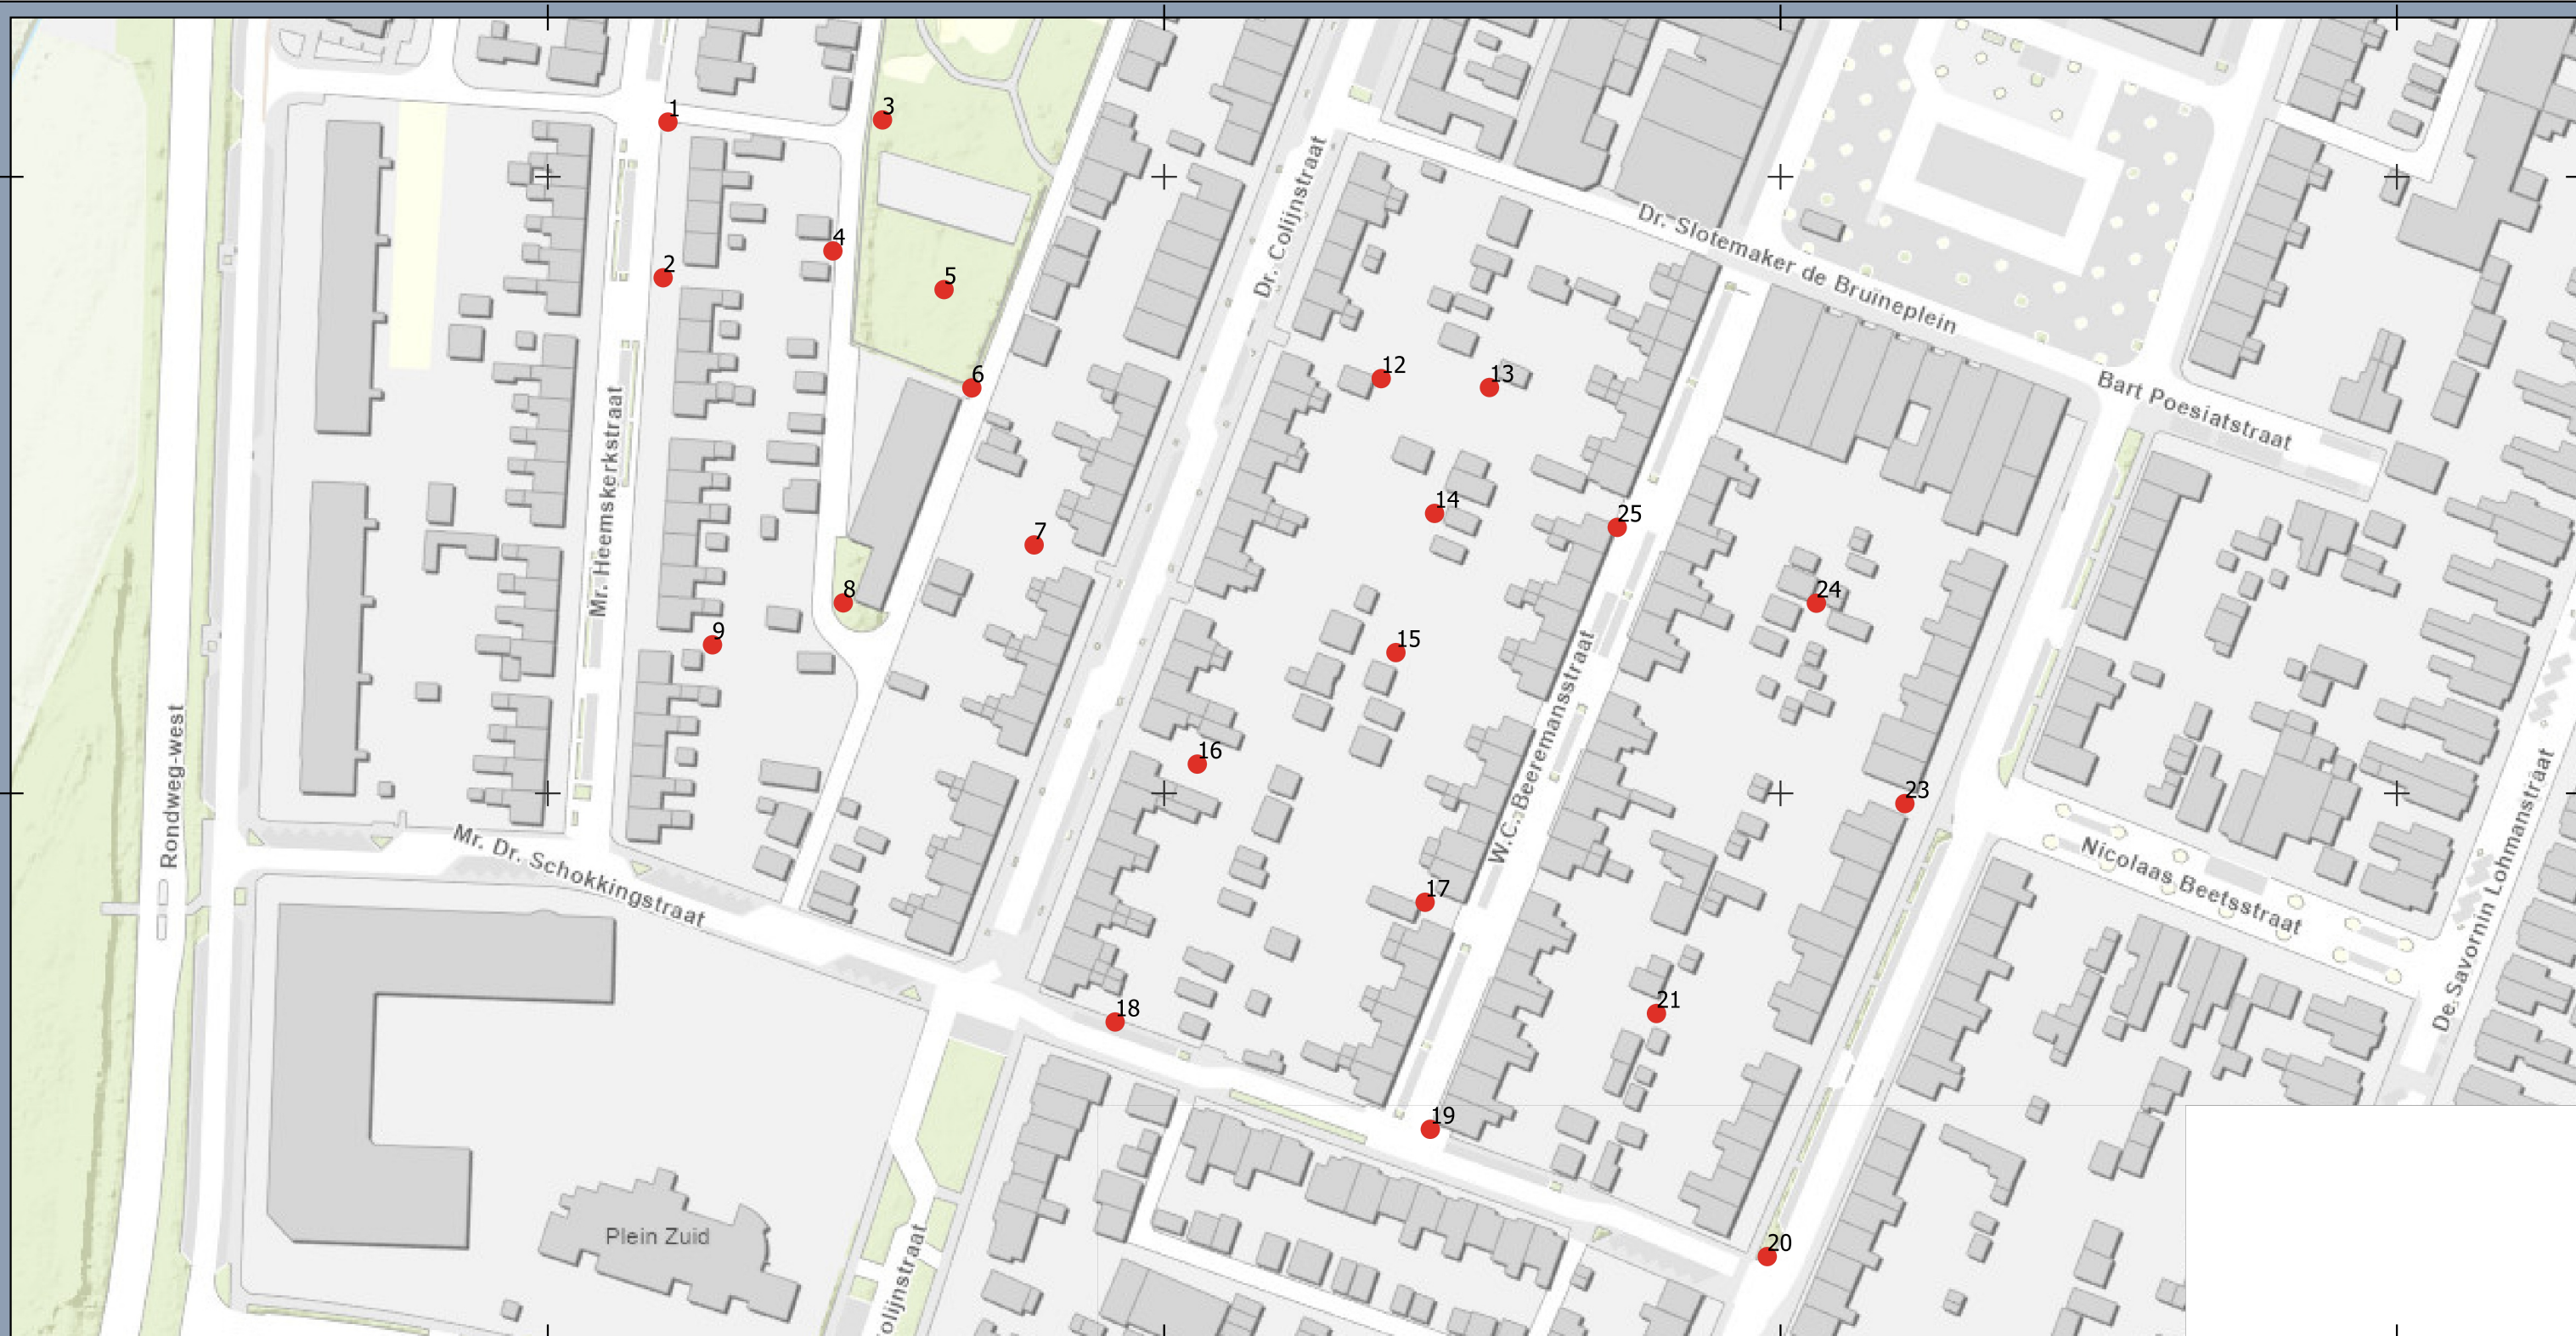 1
3
Dr. Colijnstraat
Dr. Slotemaker de Bruïneplein
4
2
5
6
12
13
Bart Poesiatstraat
Mr. Heemskerkstraat
14
25
7
8
24
9
15
W.C. Beeremansstraat
16
Rondweg-west
23
Mr. Dr. Schokkingstraat
17
Nicolaas Beetsstraat
De Savornin Lohmanstraat
18
21
19
Plein Zuid
20
olijnstraat